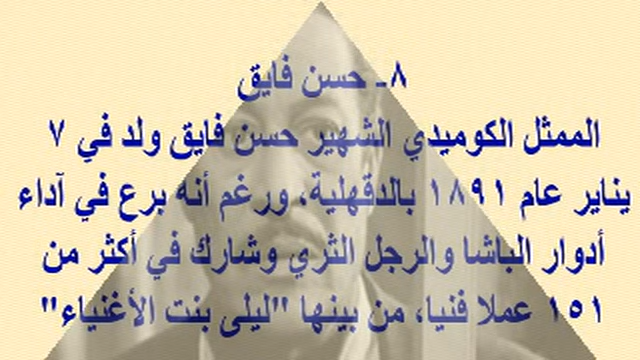 ٨ـ حسن فايق
الممثل الكوميدي الشهير حسن فايق ولد في ٧
يناير عام ١٨٩١ بالدقهلية، ورغم أنه برع في آداء
أدوار الباشا والرجل الثري وشارك في أكثر من
١٥١ عملا فنيا، من بينها "ليلى بنت الأغنياء"